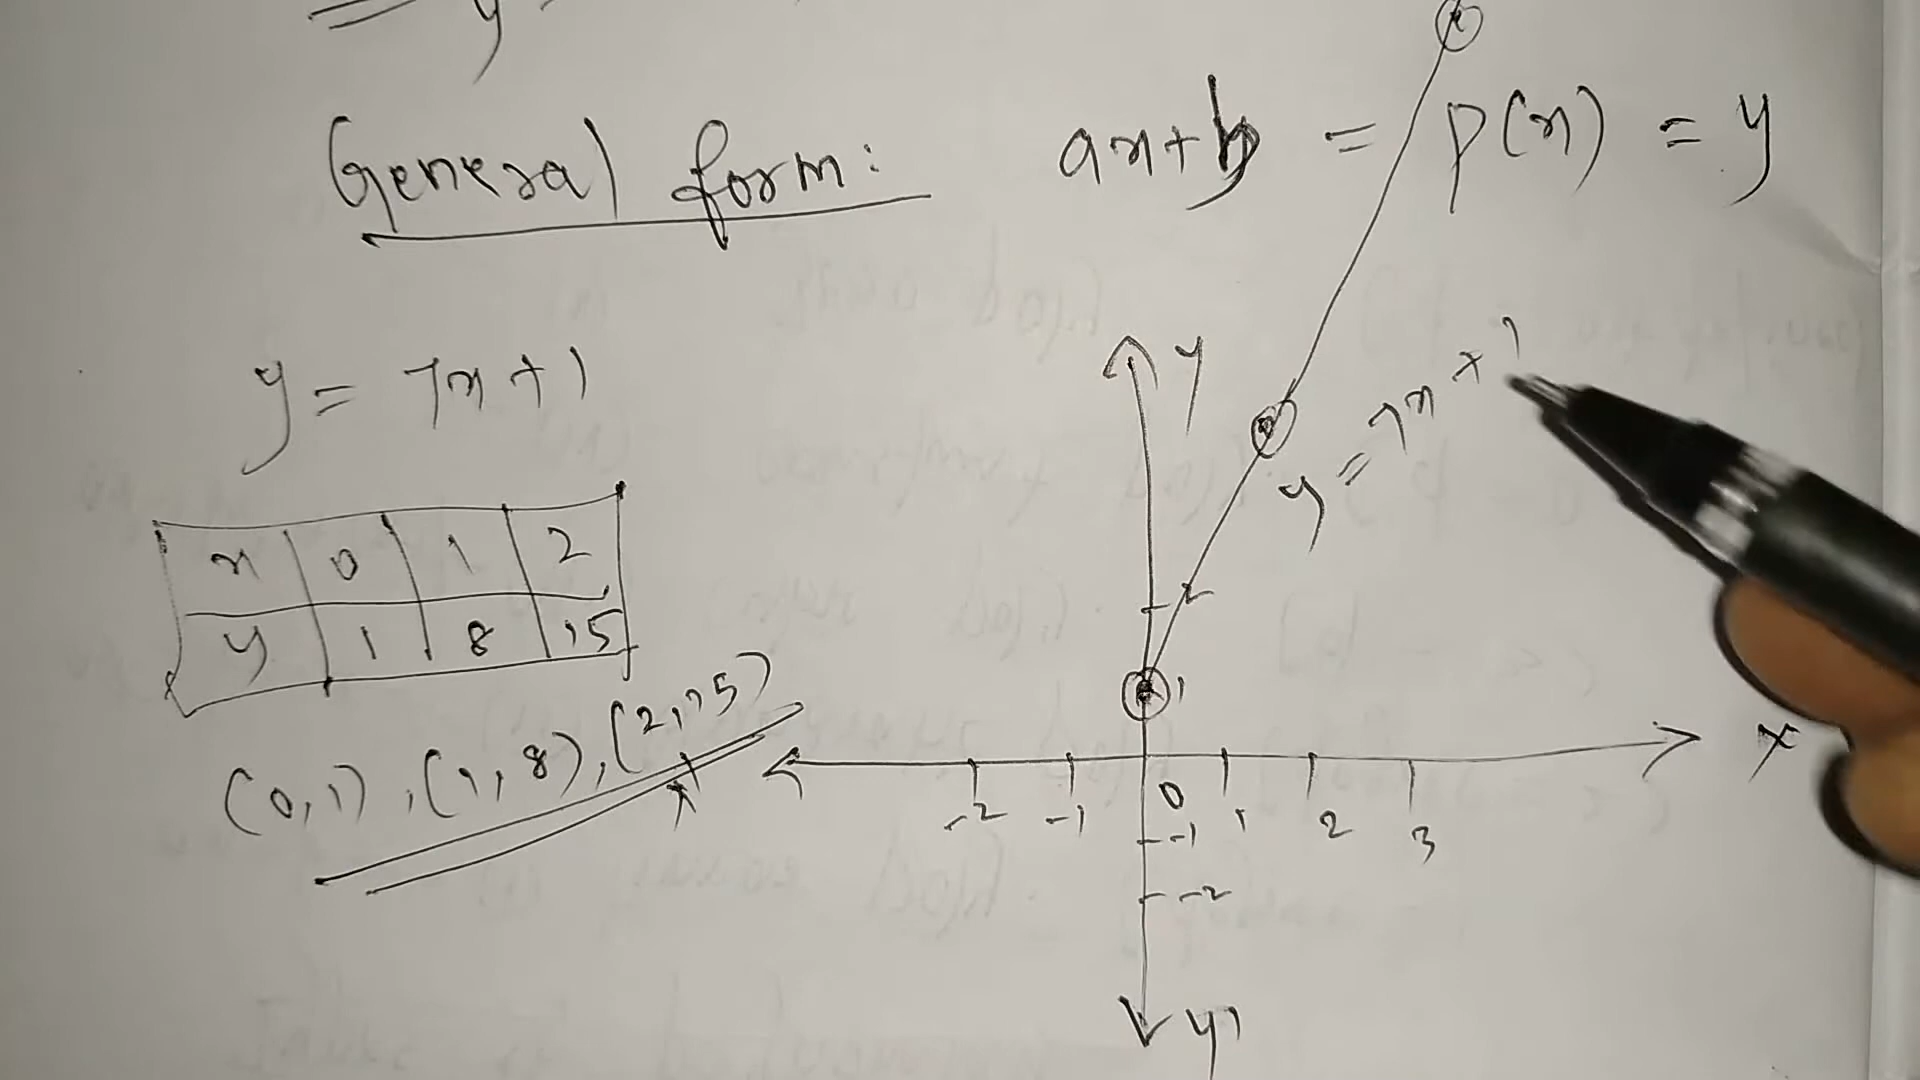 = y
General form: ax+b = p(x) = y
y = 7x+1
x 0 1 2
y 1 8 15
(0,1), (1,8), (2,15)
Y
y = 7x+1
2
1
X' -2 -1 0 1 2 3 X
-1
-2
Y'